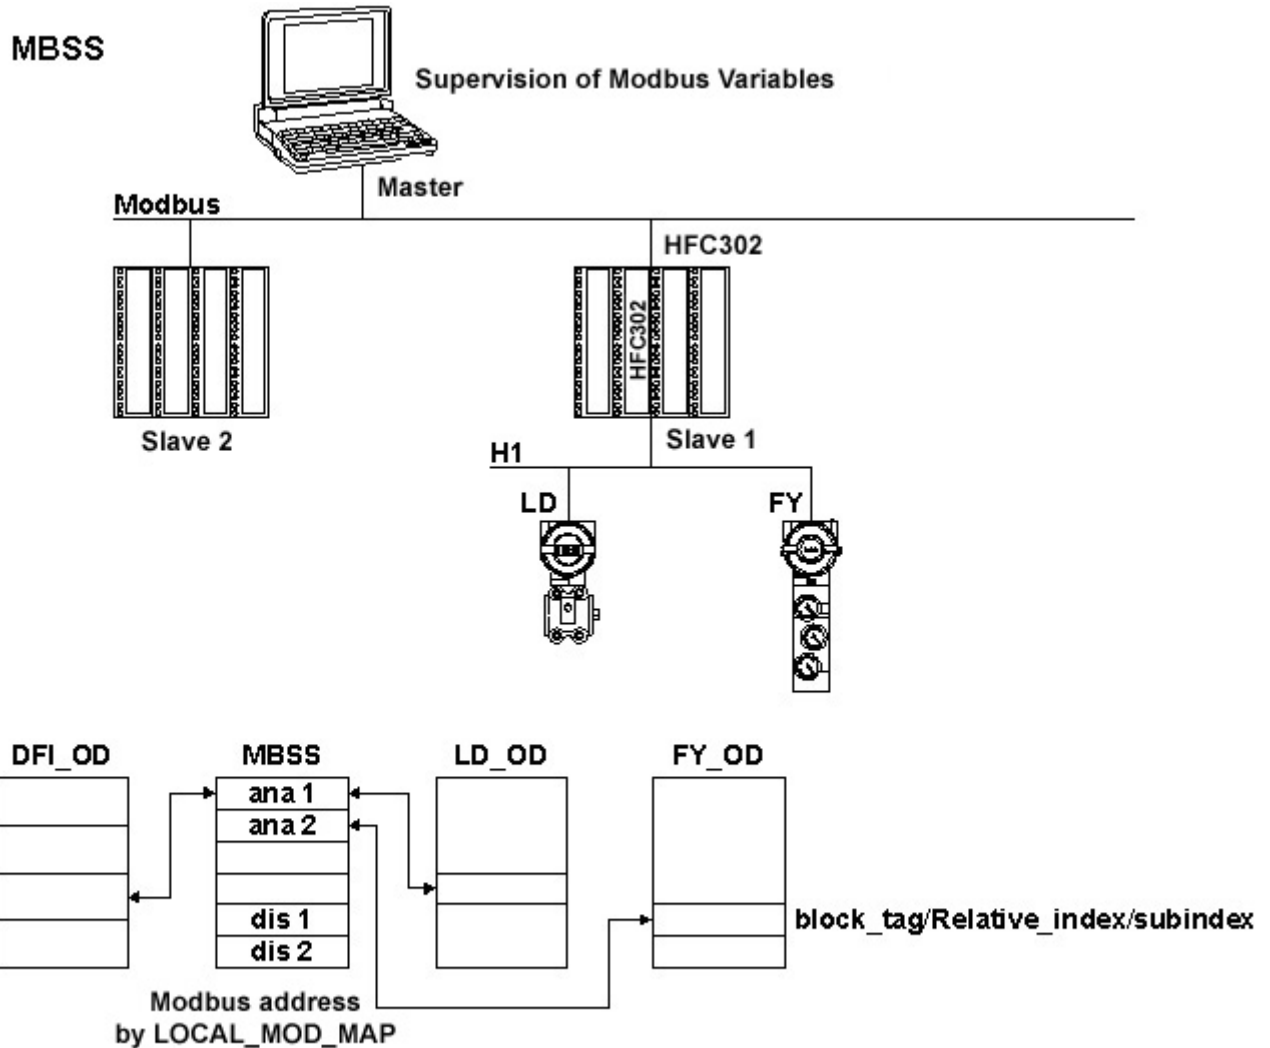 MBSS
Supervision of Modbus Variables
Master
Modbus
HFC302
HFC302
Slave 2
Slave 1
H1
LD
FY
DFI_OD
MBSS
LD_OD
FY_OD
ana 1
ana 2
dis 1
dis 2
block_tag/Relative_index/subindex
Modbus address
by LOCAL_MOD_MAP